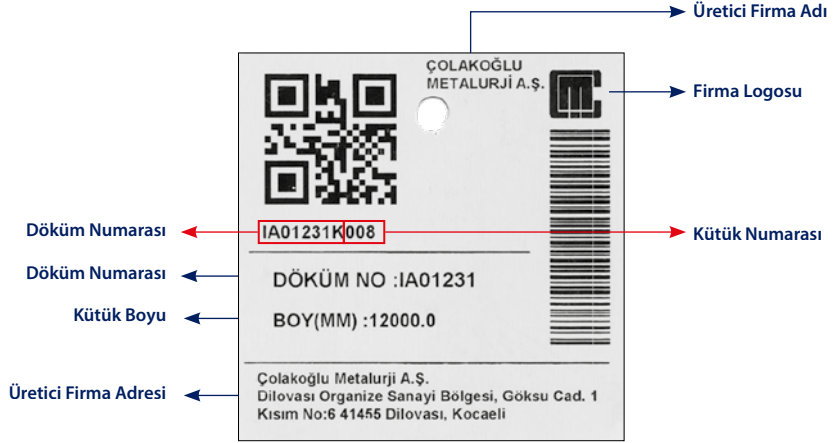 Üretici Firma Adı
ÇOLAKOĞLU
METALURJİ A.Ş.
Firma Logosu
Döküm Numarası
IA01231K008
Kütük Numarası
Döküm Numarası
DÖKÜM NO :IA01231
Kütük Boyu
BOY(MM) :12000.0
Üretici Firma Adresi
Çolakoğlu Metalurji A.Ş.
Dilovası Organize Sanayi Bölgesi, Göksu Cad. 1
Kısım No:6 41455 Dilovası, Kocaeli